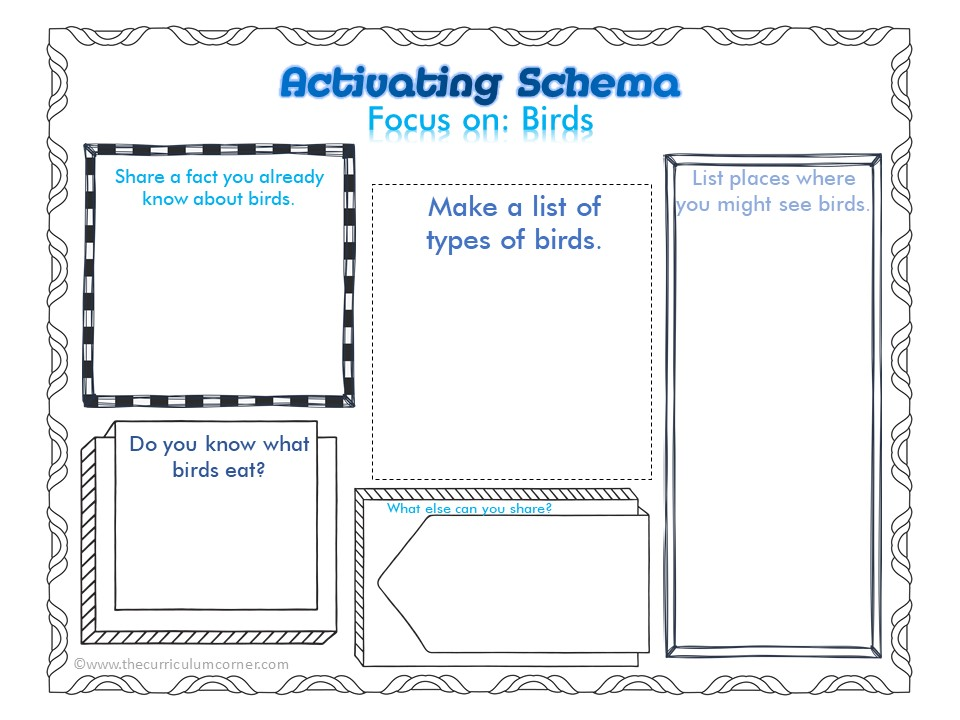 Activating Schema
Focus on: Birds
Share a fact you already
know about birds.
Make a list of
types of birds.
List places where
you might see birds.
Do you know what
birds eat?
What else can you share?
©www.thecurriculumcorner.com